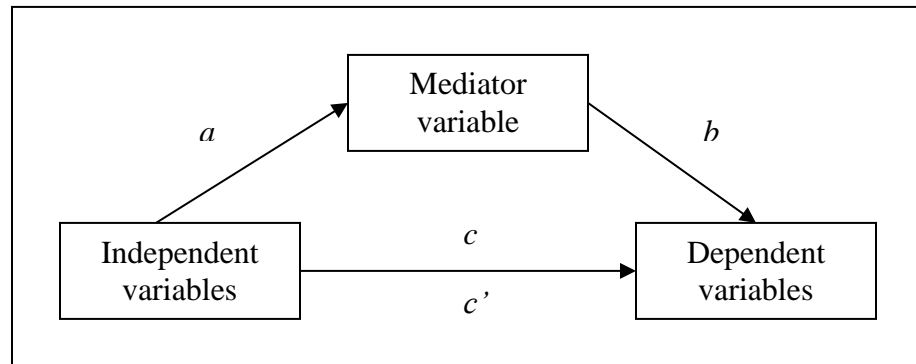 Mediator
variable
a
b
Independent
variables
c
c’
Dependent
variables